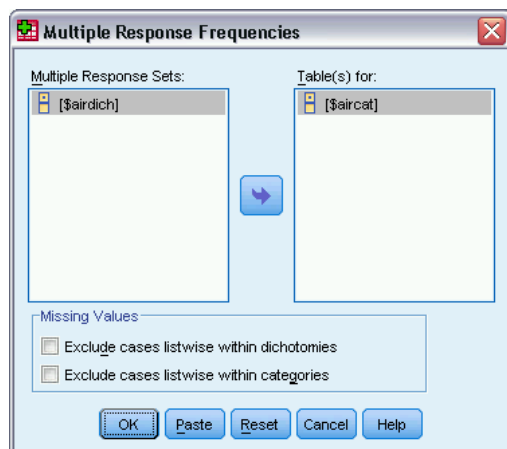 Multiple Response Frequencies
Multiple Response Sets:
[$airdich]
Table(s) for:
[$aircat]
Missing Values
Exclude cases listwise within dichotomies
Exclude cases listwise within categories
OK Paste Reset Cancel Help